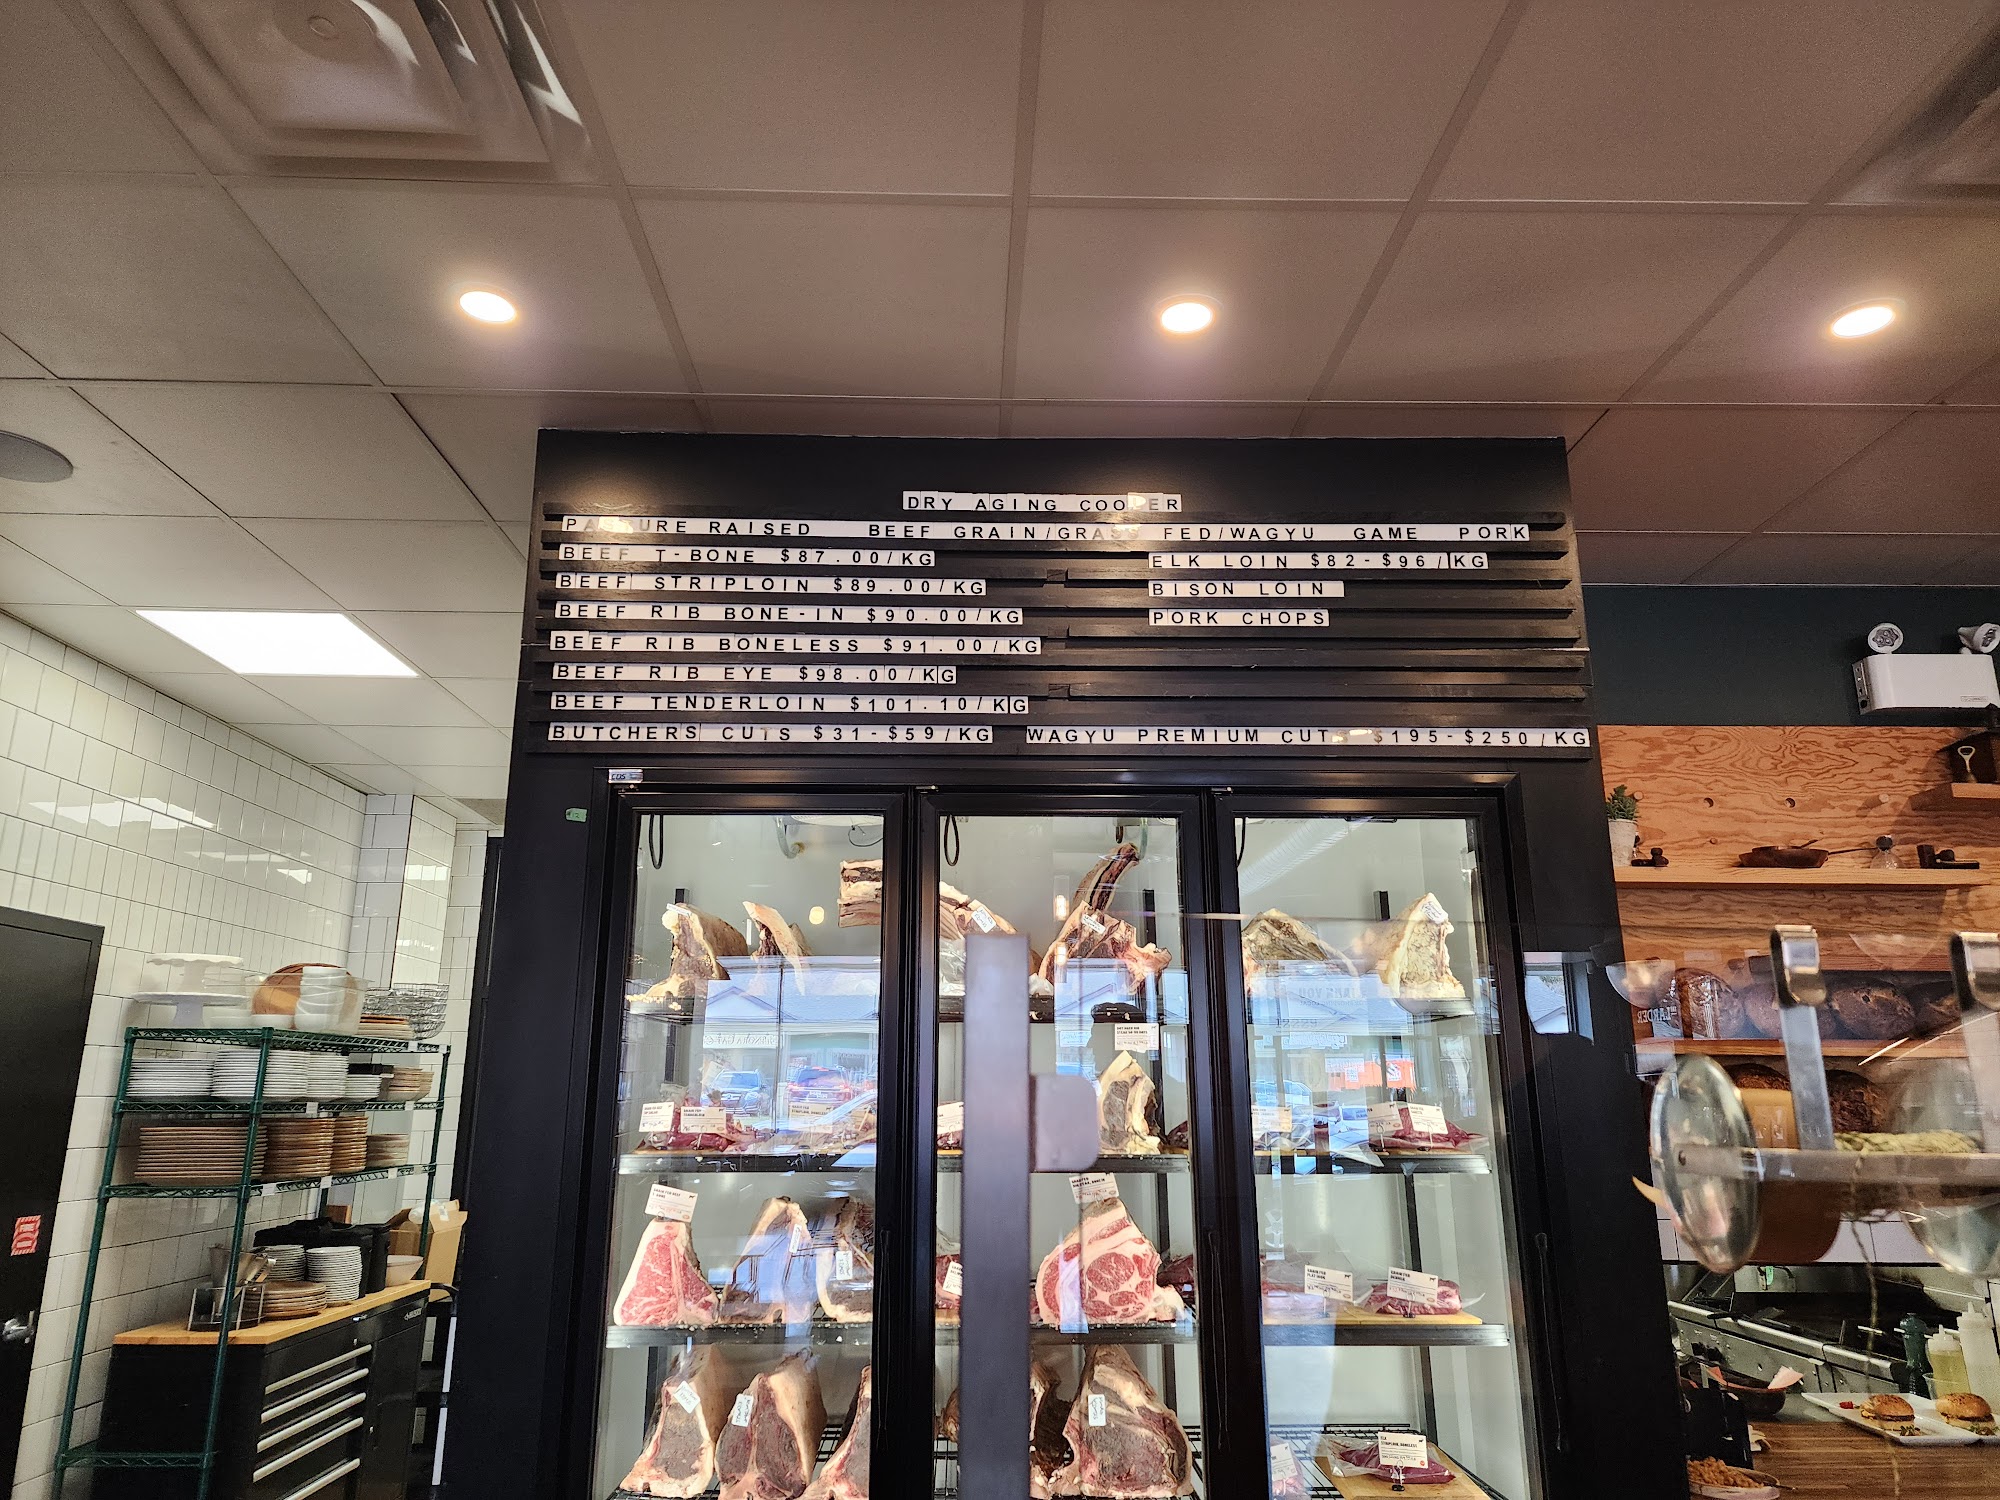 DRY AGING COOLER
PASTURE RAISED BEEF GRAIN/GRASS FED/WAGYU GAME PORK
BEEF T-BONE $87.00/KG
ELK LOIN $82-$96/KG
BEEF STRIPLOIN $89.00/KG
BISON LOIN
BEEF RIB BONE-IN $90.00/KG
PORK CHOPS
BEEF RIB BONELESS $91.00/KG
BEEF RIB EYE $98.00/KG
BEEF TENDERLOIN $101.10/KG
BUTCHERS CUTS $31-$59/KG
WAGYU PREMIUM CUTS $195-$250/KG
LARDER
FIRE